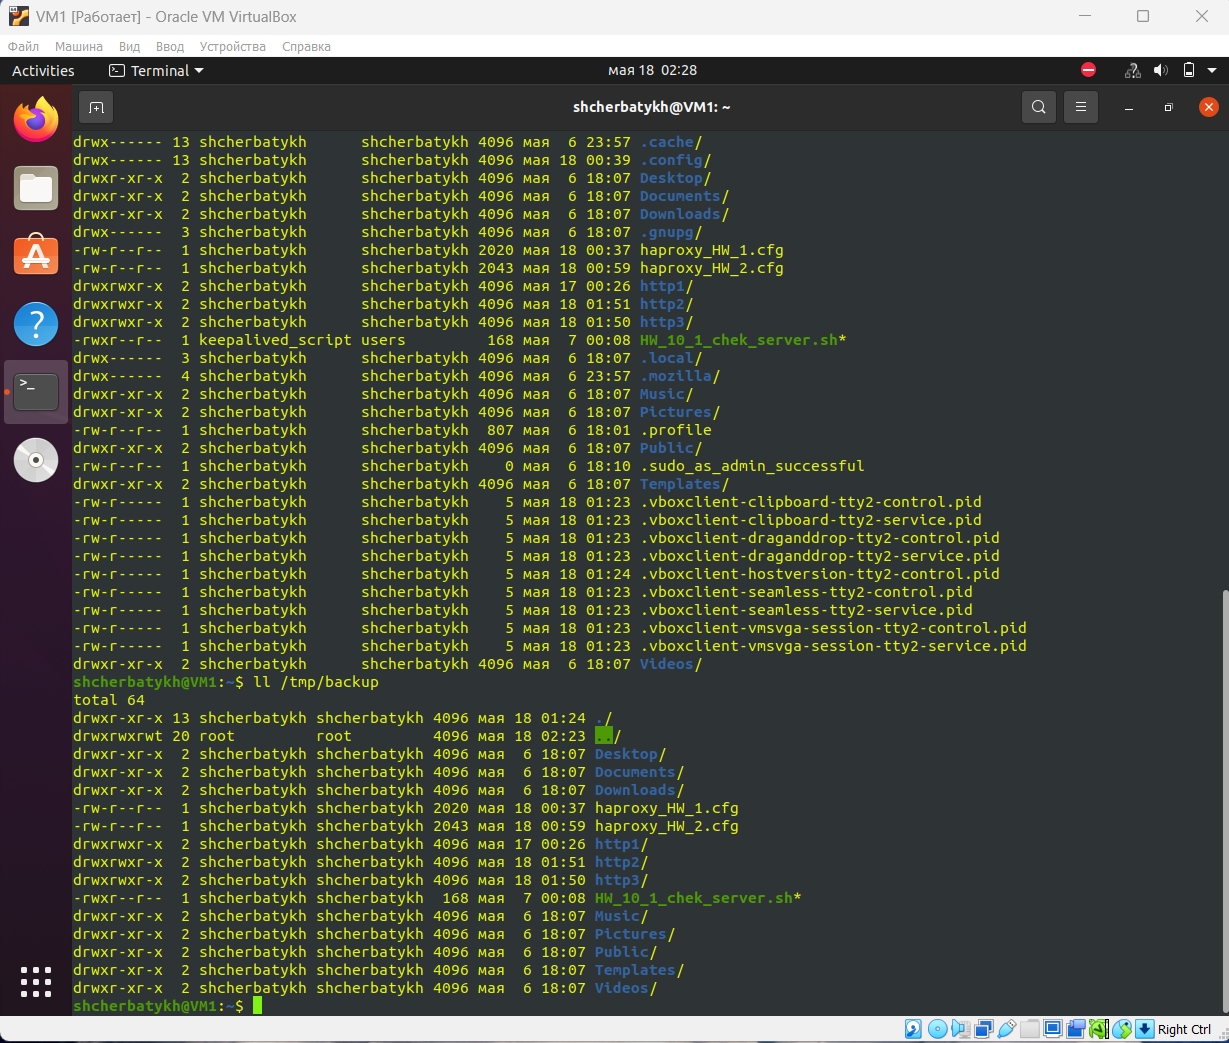 VM1 [Работает] - Oracle VM VirtualBox
Файл Машина Вид Ввод Устройства Справка
Activities Terminal мая 18 02:28
shcherbatykh@VM1: ~
drwx------ 13 shcherbatykh      shcherbatykh 4096 мая  6 23:57 .cache/
drwx------ 13 shcherbatykh      shcherbatykh 4096 мая 18 00:39 .config/
drwxr-xr-x  2 shcherbatykh      shcherbatykh 4096 мая  6 18:07 Desktop/
drwxr-xr-x  2 shcherbatykh      shcherbatykh 4096 мая  6 18:07 Documents/
drwxr-xr-x  2 shcherbatykh      shcherbatykh 4096 мая  6 18:07 Downloads/
drwx------  3 shcherbatykh      shcherbatykh 4096 мая  6 18:07 .gnupg/
-rw-r--r--  1 shcherbatykh      shcherbatykh 2020 мая 18 00:37 haproxy_HW_1.cfg
-rw-r--r--  1 shcherbatykh      shcherbatykh 2043 мая 18 00:59 haproxy_HW_2.cfg
drwxrwxr-x  2 shcherbatykh      shcherbatykh 4096 мая 17 00:26 http1/
drwxrwxr-x  2 shcherbatykh      shcherbatykh 4096 мая 18 01:51 http2/
drwxrwxr-x  2 shcherbatykh      shcherbatykh 4096 мая 18 01:50 http3/
-rwxr--r--  1 keepalived_script users         168 мая  7 00:08 HW_10_1_chek_server.sh*
drwx------  3 shcherbatykh      shcherbatykh 4096 мая  6 18:07 .local/
drwx------  4 shcherbatykh      shcherbatykh 4096 мая  6 23:57 .mozilla/
drwxr-xr-x  2 shcherbatykh      shcherbatykh 4096 мая  6 18:07 Music/
drwxr-xr-x  2 shcherbatykh      shcherbatykh 4096 мая  6 18:07 Pictures/
-rw-r--r--  1 shcherbatykh      shcherbatykh  807 мая  6 18:01 .profile
drwxr-xr-x  2 shcherbatykh      shcherbatykh 4096 мая  6 18:07 Public/
-rw-r--r--  1 shcherbatykh      shcherbatykh    0 мая  6 18:10 .sudo_as_admin_successful
drwxr-xr-x  2 shcherbatykh      shcherbatykh 4096 мая  6 18:07 Templates/
-rw-r-----  1 shcherbatykh      shcherbatykh    5 мая 18 01:23 .vboxclient-clipboard-tty2-control.pid
-rw-r-----  1 shcherbatykh      shcherbatykh    5 мая 18 01:23 .vboxclient-clipboard-tty2-service.pid
-rw-r-----  1 shcherbatykh      shcherbatykh    5 мая 18 01:23 .vboxclient-draganddrop-tty2-control.pid
-rw-r-----  1 shcherbatykh      shcherbatykh    5 мая 18 01:23 .vboxclient-draganddrop-tty2-service.pid
-rw-r-----  1 shcherbatykh      shcherbatykh    5 мая 18 01:24 .vboxclient-hostversion-tty2-control.pid
-rw-r-----  1 shcherbatykh      shcherbatykh    5 мая 18 01:23 .vboxclient-seamless-tty2-control.pid
-rw-r-----  1 shcherbatykh      shcherbatykh    5 мая 18 01:23 .vboxclient-seamless-tty2-service.pid
-rw-r-----  1 shcherbatykh      shcherbatykh    5 мая 18 01:23 .vboxclient-vmsvga-session-tty2-control.pid
-rw-r-----  1 shcherbatykh      shcherbatykh    5 мая 18 01:23 .vboxclient-vmsvga-session-tty2-service.pid
drwxr-xr-x  2 shcherbatykh      shcherbatykh 4096 мая  6 18:07 Videos/
shcherbatykh@VM1:~$ ll /tmp/backup
total 64
drwxr-xr-x 13 shcherbatykh shcherbatykh 4096 мая 18 01:24 ./
drwxrwxrwt 20 root         root         4096 мая 18 02:23 ../
drwxr-xr-x  2 shcherbatykh shcherbatykh 4096 мая  6 18:07 Desktop/
drwxr-xr-x  2 shcherbatykh shcherbatykh 4096 мая  6 18:07 Documents/
drwxr-xr-x  2 shcherbatykh shcherbatykh 4096 мая  6 18:07 Downloads/
-rw-r--r--  1 shcherbatykh shcherbatykh 2020 мая 18 00:37 haproxy_HW_1.cfg
-rw-r--r--  1 shcherbatykh shcherbatykh 2043 мая 18 00:59 haproxy_HW_2.cfg
drwxrwxr-x  2 shcherbatykh shcherbatykh 4096 мая 17 00:26 http1/
drwxrwxr-x  2 shcherbatykh shcherbatykh 4096 мая 18 01:51 http2/
drwxrwxr-x  2 shcherbatykh shcherbatykh 4096 мая 18 01:50 http3/
-rwxr--r--  1 shcherbatykh shcherbatykh  168 мая  7 00:08 HW_10_1_chek_server.sh*
drwxr-xr-x  2 shcherbatykh shcherbatykh 4096 мая  6 18:07 Music/
drwxr-xr-x  2 shcherbatykh shcherbatykh 4096 мая  6 18:07 Pictures/
drwxr-xr-x  2 shcherbatykh shcherbatykh 4096 мая  6 18:07 Public/
drwxr-xr-x  2 shcherbatykh shcherbatykh 4096 мая  6 18:07 Templates/
drwxr-xr-x  2 shcherbatykh shcherbatykh 4096 мая  6 18:07 Videos/
shcherbatykh@VM1:~$
Right Ctrl